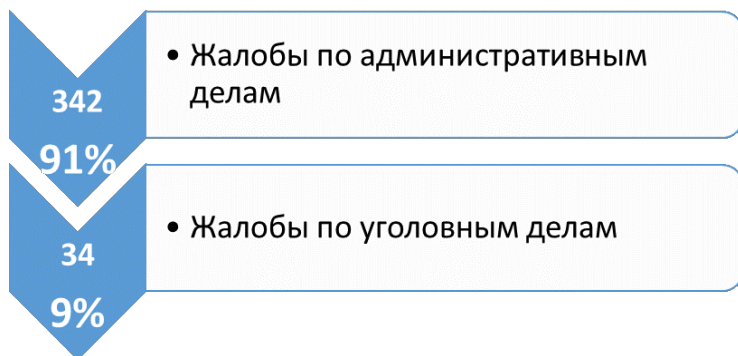 342
91%
• Жалобы по административным
делам
34
9%
• Жалобы по уголовным делам